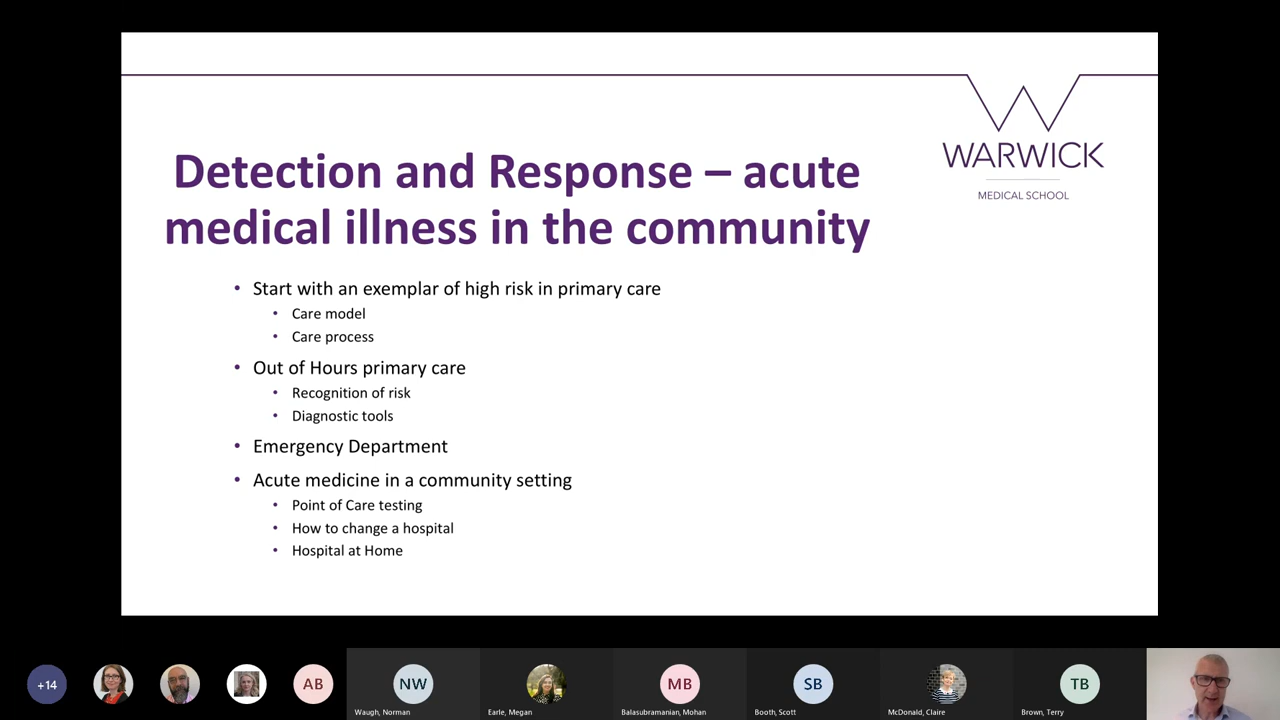 WARWICK
MEDICAL SCHOOL
Detection and Response – acute
medical illness in the community
• Start with an exemplar of high risk in primary care
• Care model
• Care process
• Out of Hours primary care
• Recognition of risk
• Diagnostic tools
• Emergency Department
• Acute medicine in a community setting
• Point of Care testing
• How to change a hospital
• Hospital at Home
+14
AB
NW
MB
SB
TB
Waugh, Norman
Earle, Megan
Balasubramanian, Mohan
Booth, Scott
McDonald, Claire
Brown, Terry